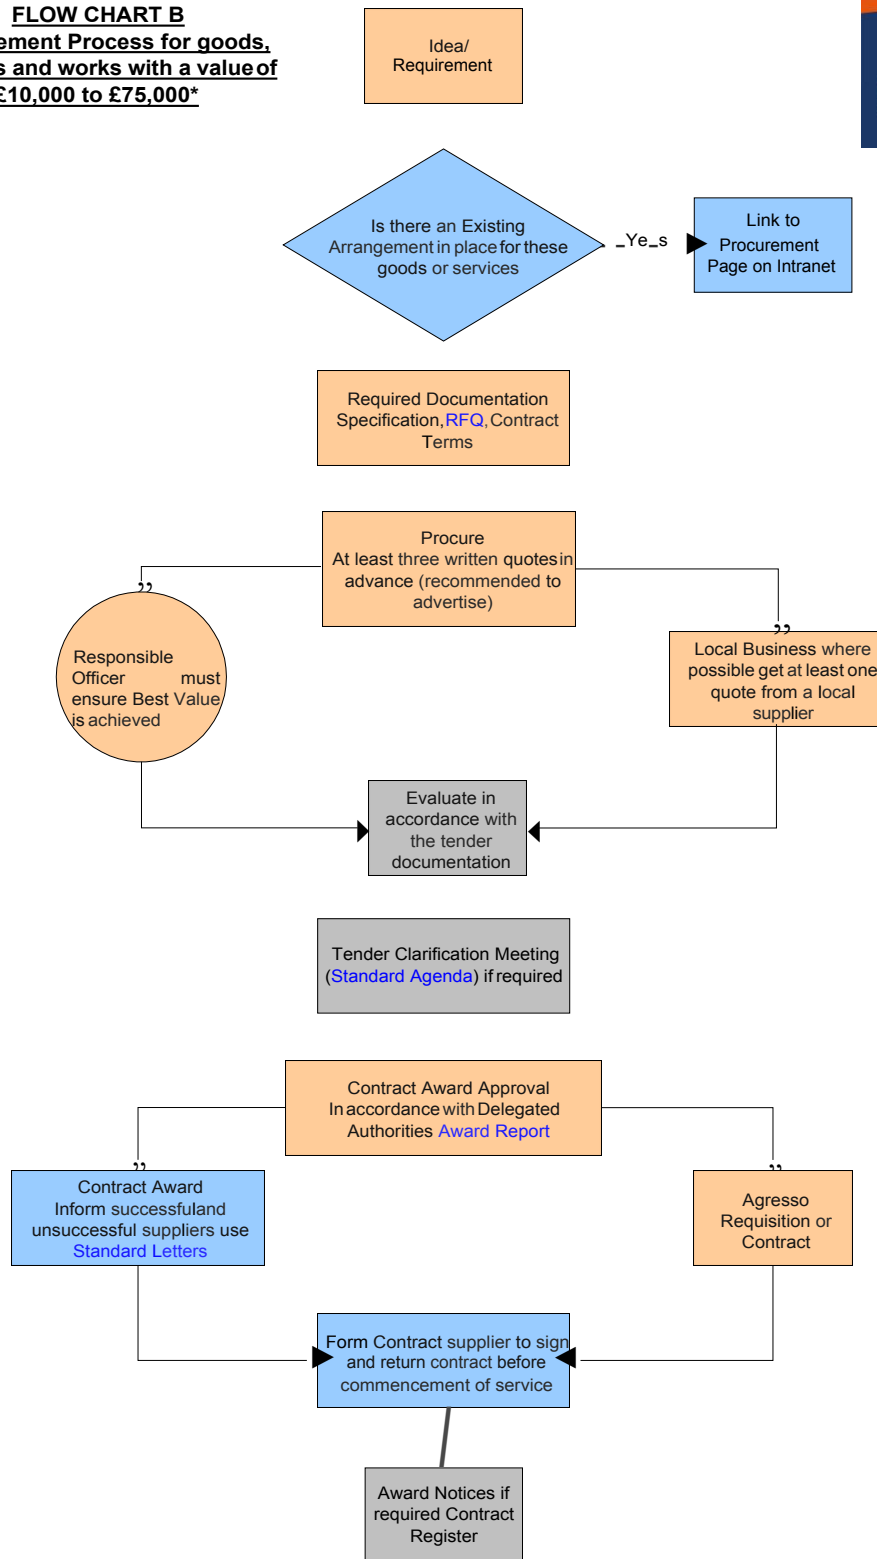 FLOW CHART B
ement Process for goods,
s and works with a value of
£10,000 to £75,000*
Idea/
Requirement
Is there an Existing
Arrangement in place for these
goods or services
Yes
Link to
Procurement
Page on Intranet
Required Documentation
Specification, RFQ, Contract
Terms
Procure
At least three written quotes in
advance (recommended to
advertise)
Responsible
Officer must
ensure Best Value
is achieved
Local Business where
possible get at least one
quote from a local
supplier
Evaluate in
accordance with
the tender
documentation
Tender Clarification Meeting
(Standard Agenda) if required
Contract Award Approval
In accordance with Delegated
Authorities Award Report
Contract Award
Inform successful and
unsuccessful suppliers use
Standard Letters
Agresso
Requisition or
Contract
Form Contract supplier to sign
and return contract before
commencement of service
Award Notices if
required Contract
Register